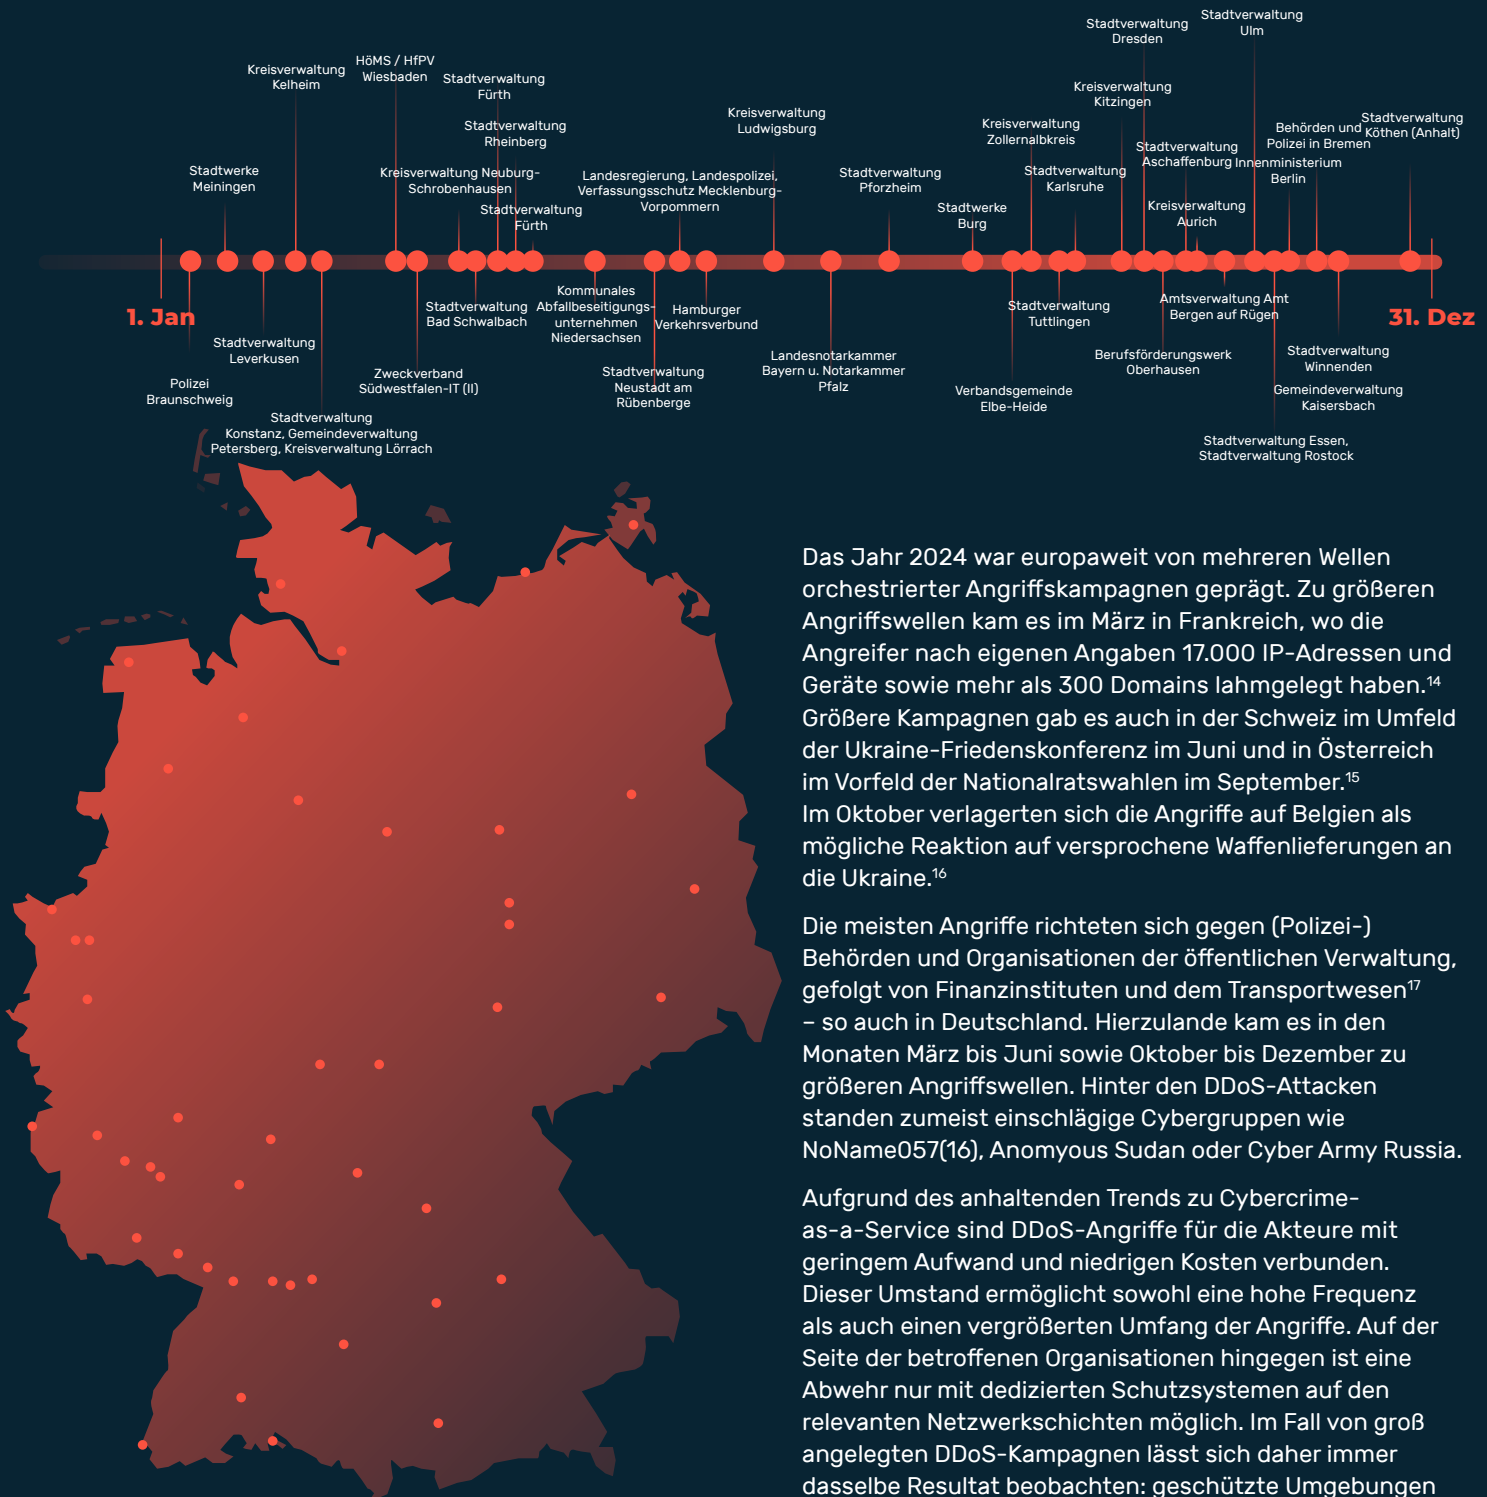 Stadtverwaltung
Ulm
Stadtverwaltung
Dresden
HöMS / HfPV
Wiesbaden
Kreisverwaltung
Kelheim
Stadtverwaltung
Fürth
Kreisverwaltung
Kitzingen
Kreisverwaltung
Ludwigsburg
Stadtverwaltung
Köthen (Anhalt)
Stadtverwaltung
Rheinberg
Kreisverwaltung
Zollernalbkreis
Behörden und
Polizei in Bremen
Stadtverwaltung
Aschaffenburg
Innenministerium
Berlin
Stadtwerke
Meiningen
Kreisverwaltung Neuburg-
Schrobenhausen
Landesregierung, Landespolizei,
Verfassungsschutz Mecklenburg-
Vorpommern
Stadtverwaltung
Pforzheim
Stadtverwaltung
Karlsruhe
Stadtverwaltung
Fürth
Stadtwerke
Burg
Kreisverwaltung
Aurich
1. Jan
31. Dez
Kommunales
Abfallbeseitigungs-
unternehmen
Niedersachsen
Stadtverwaltung
Bad Schwalbach
Hamburger
Verkehrsverbund
Stadtverwaltung
Tuttlingen
Amtsverwaltung Amt
Bergen auf Rügen
Stadtverwaltung
Leverkusen
Landesnotarkammer
Bayern u. Notarkammer
Pfalz
Berufsförderungswerk
Oberhausen
Stadtverwaltung
Winnenden
Polizei
Braunschweig
Zweckverband
Südwestfalen-IT (II)
Stadtverwaltung
Neustadt am
Rübenberge
Verbandsgemeinde
Elbe-Heide
Gemeindeverwaltung
Kaisersbach
Stadtverwaltung
Konstanz, Gemeindeverwaltung
Petersberg, Kreisverwaltung Lörrach
Stadtverwaltung Essen,
Stadtverwaltung Rostock
Das Jahr 2024 war europaweit von mehreren Wellen
orchestrierter Angriffskampagnen geprägt. Zu größeren
Angriffswellen kam es im März in Frankreich, wo die
Angreifer nach eigenen Angaben 17.000 IP-Adressen und
Geräte sowie mehr als 300 Domains lahmgelegt haben.¹⁴
Größere Kampagnen gab es auch in der Schweiz im Umfeld
der Ukraine-Friedenskonferenz im Juni und in Österreich
im Vorfeld der Nationalratswahlen im September.¹⁵
Im Oktober verlagerten sich die Angriffe auf Belgien als
mögliche Reaktion auf versprochene Waffenlieferungen an
die Ukraine.¹⁶
Die meisten Angriffe richteten sich gegen (Polizei-)
Behörden und Organisationen der öffentlichen Verwaltung,
gefolgt von Finanzinstituten und dem Transportwesen¹⁷
– so auch in Deutschland. Hierzulande kam es in den
Monaten März bis Juni sowie Oktober bis Dezember zu
größeren Angriffswellen. Hinter den DDoS-Attacken
standen zumeist einschlägige Cybergruppen wie
NoName057(16), Anomyous Sudan oder Cyber Army Russia.
Aufgrund des anhaltenden Trends zu Cybercrime-
as-a-Service sind DDoS-Angriffe für die Akteure mit
geringem Aufwand und niedrigen Kosten verbunden.
Dieser Umstand ermöglicht sowohl eine hohe Frequenz
als auch einen vergrößerten Umfang der Angriffe. Auf der
Seite der betroffenen Organisationen hingegen ist eine
Abwehr nur mit dedizierten Schutzsystemen auf den
relevanten Netzwerkschichten möglich. Im Fall von groß
angelegten DDoS-Kampagnen lässt sich daher immer
dasselbe Resultat beobachten: geschützte Umgebungen